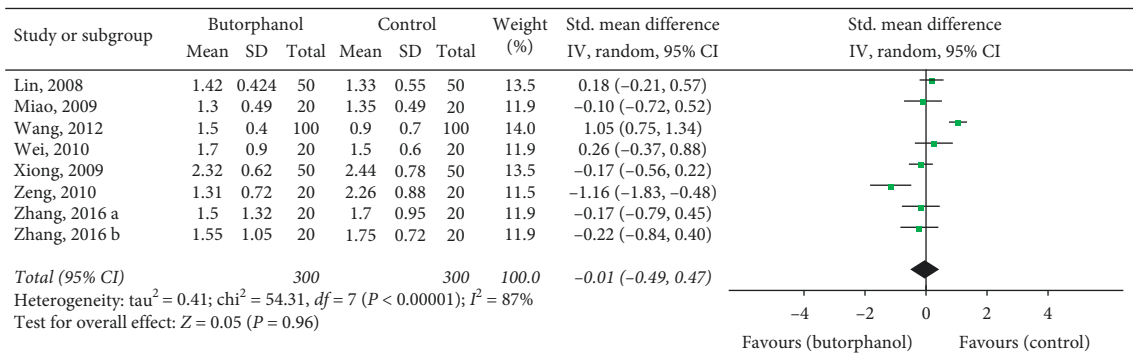 Study or subgroup Butorphanol Control Weight (%) Std. mean difference Std. mean difference
Mean SD Total Mean SD Total IV, random, 95% CI IV, random, 95% CI
Lin, 2008 1.42 0.424 50 1.33 0.55 50 13.5 0.18 (–0.21, 0.57)
Miao, 2009 1.3 0.49 20 1.35 0.49 20 11.9 –0.10 (–0.72, 0.52)
Wang, 2012 1.5 0.4 100 0.9 0.7 100 14.0 1.05 (0.75, 1.34)
Wei, 2010 1.7 0.9 20 1.5 0.6 20 11.9 0.26 (–0.37, 0.88)
Xiong, 2009 2.32 0.62 50 2.44 0.78 50 13.5 –0.17 (–0.56, 0.22)
Zeng, 2010 1.31 0.72 20 2.26 0.88 20 11.5 –1.16 (–1.83, –0.48)
Zhang, 2016 a 1.5 1.32 20 1.7 0.95 20 11.9 –0.17 (–0.79, 0.45)
Zhang, 2016 b 1.55 1.05 20 1.75 0.72 20 11.9 –0.22 (–0.84, 0.40)
Total (95% CI) 300 300 100.0 –0.01 (–0.49, 0.47)
Heterogeneity: tau² = 0.41; chi² = 54.31, df = 7 (P < 0.00001); I² = 87%
Test for overall effect: Z = 0.05 (P = 0.96)
–4 –2 0 2 4
Favours (butorphanol) Favours (control)